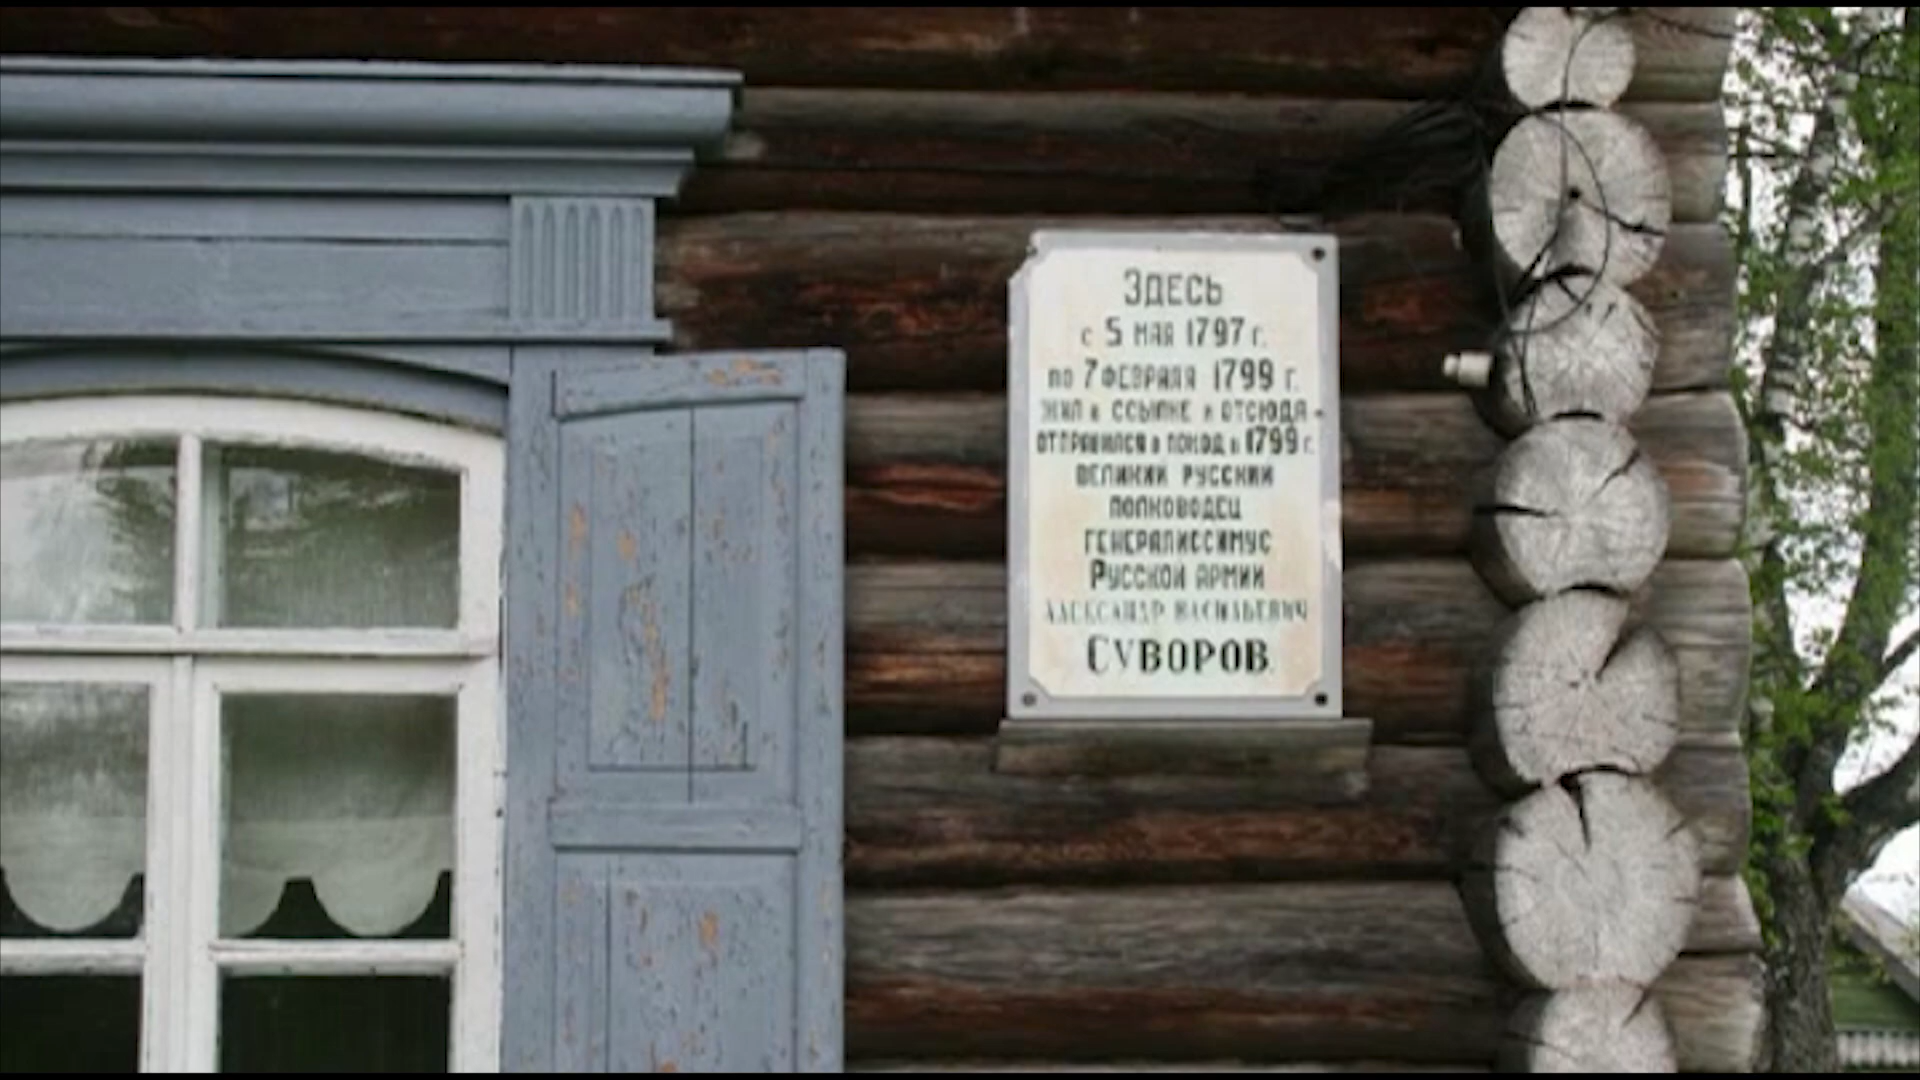 ЗДЕСЬ
с 5 мая 1797 г.
по 7 ФЕВРАЛЯ 1799 г.
ЖИЛ в ССЫЛКЕ и ОТСЮДА -
ОТПРАВИЛСЯ в ПОХОД в 1799 г.
ВЕЛИКИЙ РУССКИЙ
ПОЛКОВОДЕЦ
ГЕНЕРАЛИССИМУС
РУССКОЙ АРМИИ
АЛЕКСАНДР ВАСИЛЬЕВИЧ
СУВОРОВ